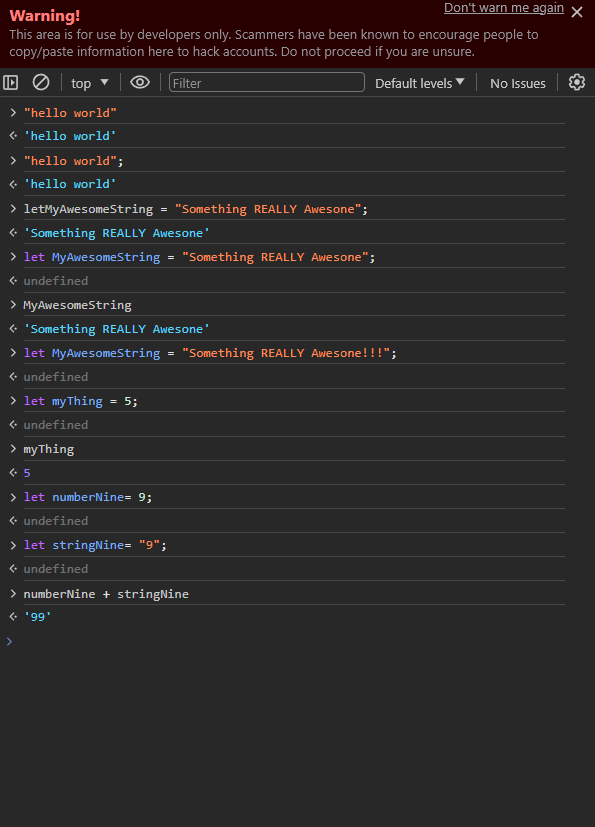 Don't warn me again
Warning!
This area is for use by developers only. Scammers have been known to encourage people to
copy/paste information here to hack accounts. Do not proceed if you are unsure.
top Filter Default levels No Issues
"hello world"
'hello world'
"hello world";
'hello world'
letMyAwesomeString = "Something REALLY Awesone";
'Something REALLY Awesone'
let MyAwesomeString = "Something REALLY Awesone";
undefined
MyAwesomeString
'Something REALLY Awesone'
let MyAwesomeString = "Something REALLY Awesone!!!";
undefined
let myThing = 5;
undefined
myThing
5
let numberNine= 9;
undefined
let stringNine= "9";
undefined
numberNine + stringNine
'99'